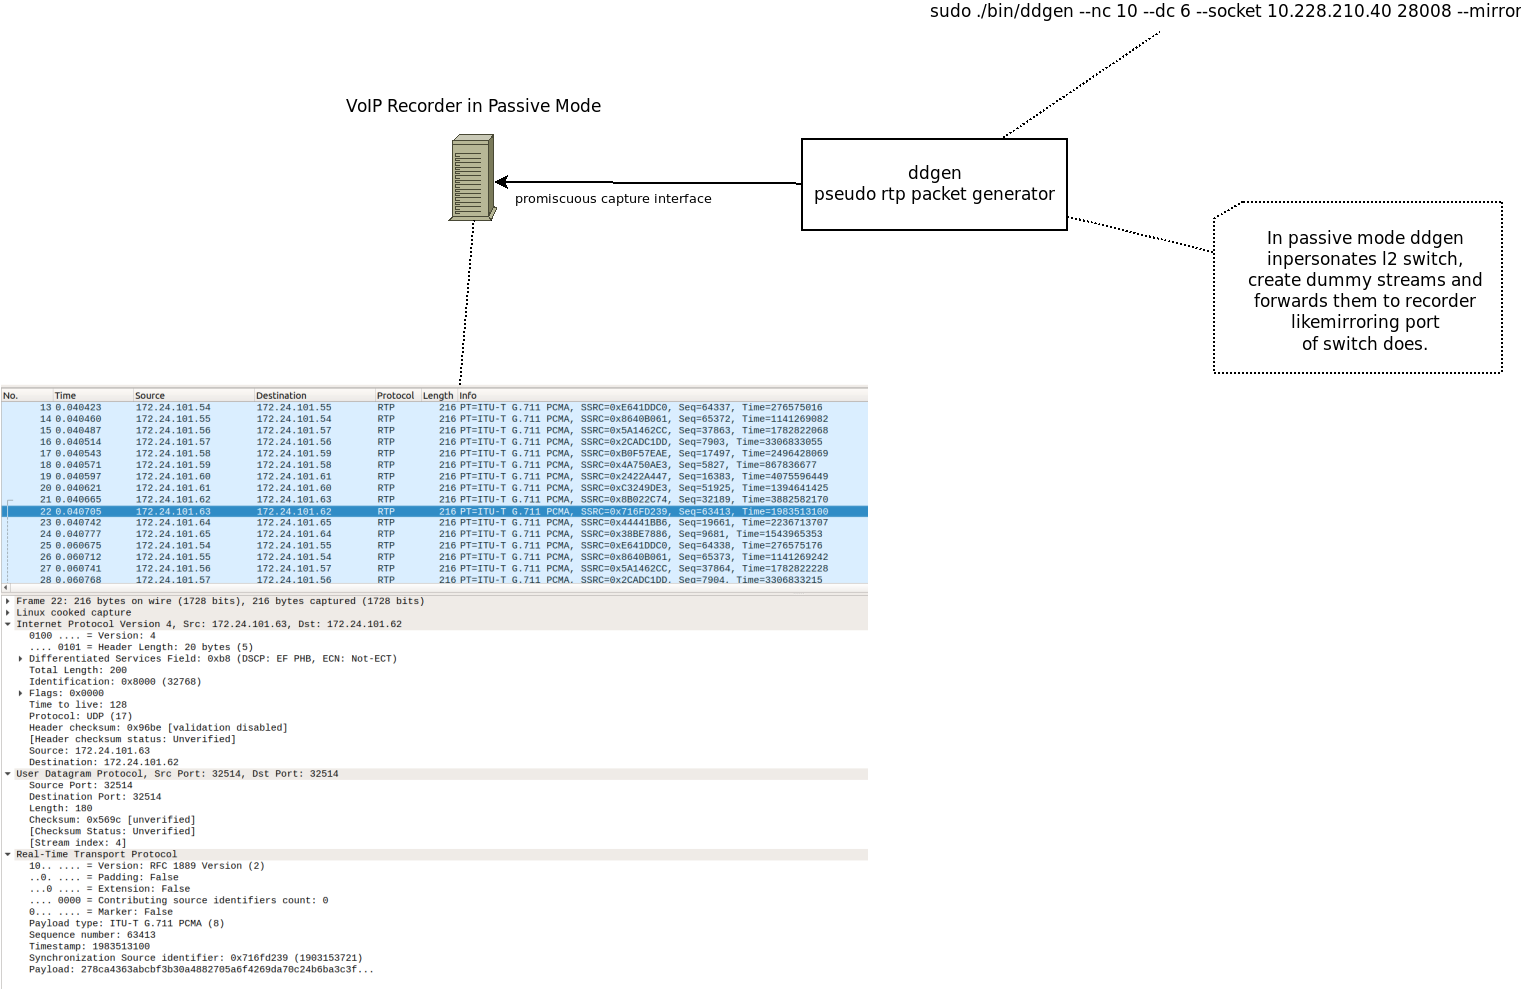 sudo ./bin/ddgen --nc 10 --dc 6 --socket 10.228.210.40 28008 --mirror
VoIP Recorder in Passive Mode
ddgen
pseudo rtp packet generator
promiscuous capture interface
In passive mode ddgen
inpersonates l2 switch,
create dummy streams and
forwards them to recorder
likemirroring port
of switch does.
No. Time Source Destination Protocol Length Info
13 0.040423 172.24.101.54 172.24.101.55 RTP 216 PT=ITU-T G.711 PCMA, SSRC=0xE641DDC0, Seq=64337, Time=276575016
14 0.040460 172.24.101.55 172.24.101.54 RTP 216 PT=ITU-T G.711 PCMA, SSRC=0x8640B061, Seq=65372, Time=1141269082
15 0.040487 172.24.101.56 172.24.101.57 RTP 216 PT=ITU-T G.711 PCMA, SSRC=0x5A1462CC, Seq=37863, Time=1782822068
16 0.040514 172.24.101.57 172.24.101.56 RTP 216 PT=ITU-T G.711 PCMA, SSRC=0x2CADC1DD, Seq=7903, Time=3306833055
17 0.040543 172.24.101.58 172.24.101.59 RTP 216 PT=ITU-T G.711 PCMA, SSRC=0xB0F57EAE, Seq=17497, Time=2496428069
18 0.040571 172.24.101.59 172.24.101.58 RTP 216 PT=ITU-T G.711 PCMA, SSRC=0x4A750AE3, Seq=5827, Time=867836677
19 0.040597 172.24.101.60 172.24.101.61 RTP 216 PT=ITU-T G.711 PCMA, SSRC=0x2422A447, Seq=16383, Time=4075596449
20 0.040621 172.24.101.61 172.24.101.60 RTP 216 PT=ITU-T G.711 PCMA, SSRC=0xC3249DE3, Seq=51925, Time=1394641425
21 0.040665 172.24.101.62 172.24.101.63 RTP 216 PT=ITU-T G.711 PCMA, SSRC=0x8B022C74, Seq=32189, Time=3882582170
22 0.040705 172.24.101.63 172.24.101.62 RTP 216 PT=ITU-T G.711 PCMA, SSRC=0x716FD239, Seq=63413, Time=1983513100
23 0.040742 172.24.101.64 172.24.101.65 RTP 216 PT=ITU-T G.711 PCMA, SSRC=0x44441BB6, Seq=19661, Time=2236713707
24 0.040777 172.24.101.65 172.24.101.64 RTP 216 PT=ITU-T G.711 PCMA, SSRC=0x38BE7886, Seq=9681, Time=1543965353
25 0.060675 172.24.101.54 172.24.101.55 RTP 216 PT=ITU-T G.711 PCMA, SSRC=0xE641DDC0, Seq=64338, Time=276575176
26 0.060712 172.24.101.55 172.24.101.54 RTP 216 PT=ITU-T G.711 PCMA, SSRC=0x8640B061, Seq=65373, Time=1141269242
27 0.060741 172.24.101.56 172.24.101.57 RTP 216 PT=ITU-T G.711 PCMA, SSRC=0x5A1462CC, Seq=37864, Time=1782822228
28 0.060768 172.24.101.57 172.24.101.56 RTP 216 PT=ITU-T G.711 PCMA, SSRC=0x2CADC1DD, Seq=7904, Time=3306833215
Frame 22: 216 bytes on wire (1728 bits), 216 bytes captured (1728 bits)
Linux cooked capture
Internet Protocol Version 4, Src: 172.24.101.63, Dst: 172.24.101.62
0100 .... = Version: 4
.... 0101 = Header Length: 20 bytes (5)
Differentiated Services Field: 0xb8 (DSCP: EF PHB, ECN: Not-ECT)
Total Length: 200
Identification: 0x8000 (32768)
Flags: 0x0000
Time to live: 128
Protocol: UDP (17)
Header checksum: 0x96be [validation disabled]
[Header checksum status: Unverified]
Source: 172.24.101.63
Destination: 172.24.101.62
User Datagram Protocol, Src Port: 32514, Dst Port: 32514
Source Port: 32514
Destination Port: 32514
Length: 180
Checksum: 0x569c [unverified]
[Checksum Status: Unverified]
[Stream index: 4]
Real-Time Transport Protocol
10.. .... = Version: RFC 1889 Version (2)
..0. .... = Padding: False
...0 .... = Extension: False
.... 0000 = Contributing source identifiers count: 0
0... .... = Marker: False
Payload type: ITU-T G.711 PCMA (8)
Sequence number: 63413
Timestamp: 1983513100
Synchronization Source identifier: 0x716fd239 (1903153721)
Payload: 278ca4363abcbf3b30a4882705a6f4269da70c24b6ba3c3f...